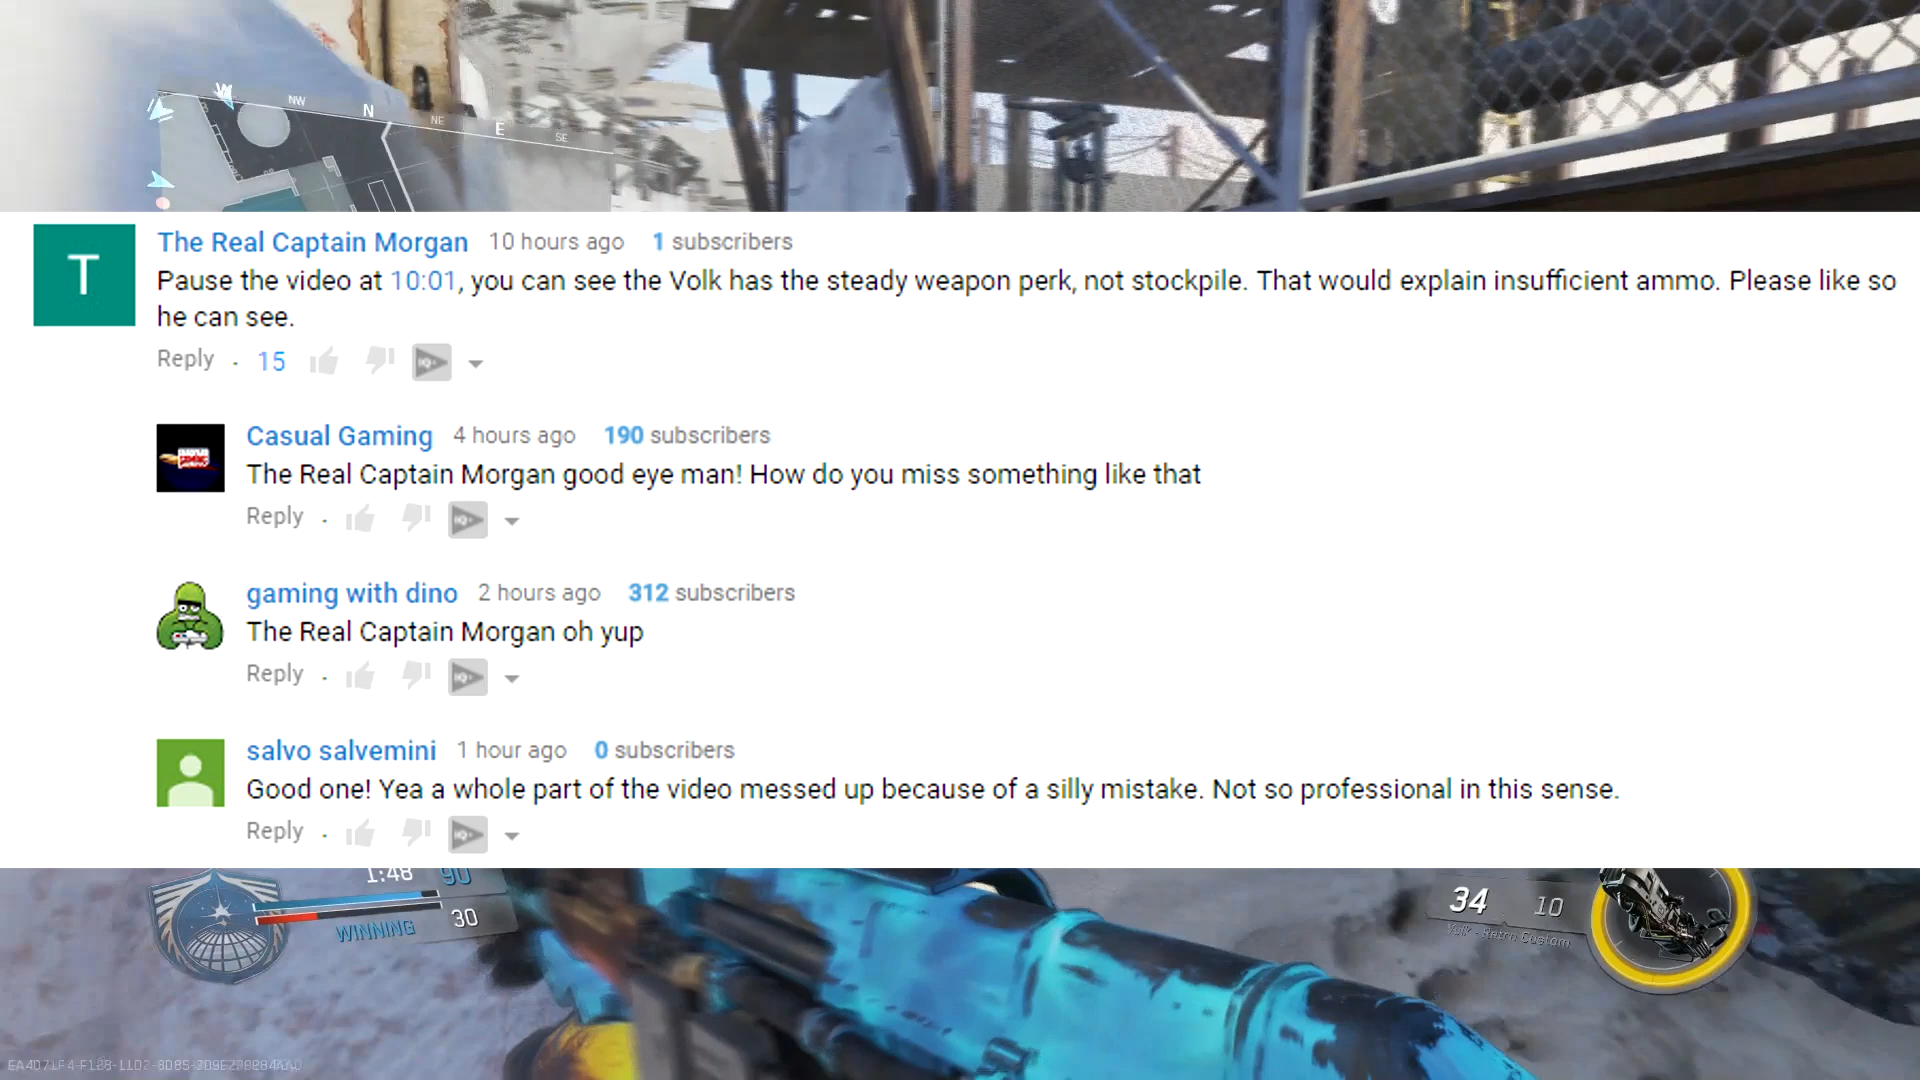 W NW N NE E SE
T
The Real Captain Morgan 10 hours ago 1 subscribers
Pause the video at 10:01, you can see the Volk has the steady weapon perk, not stockpile. That would explain insufficient ammo. Please like so
he can see.
Reply . 15
Casual Gaming 4 hours ago 190 subscribers
The Real Captain Morgan good eye man! How do you miss something like that
Reply .
gaming with dino 2 hours ago 312 subscribers
The Real Captain Morgan oh yup
Reply .
salvo salvemini 1 hour ago 0 subscribers
Good one! Yea a whole part of the video messed up because of a silly mistake. Not so professional in this sense.
Reply .
1:48 90
WINNING 30
34 10
Volk - Retro Custom